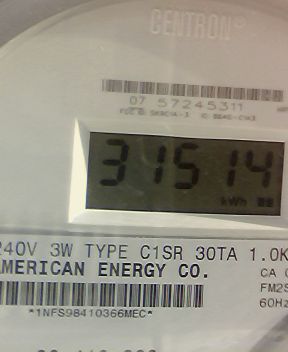 CENTRON®
07 57245311
31514
kWh
240V 3W TYPE C1SR 30TA 1.0K
AMERICAN ENERGY CO.
CA
FM2S
60Hz
*1NFS98410366MEC*